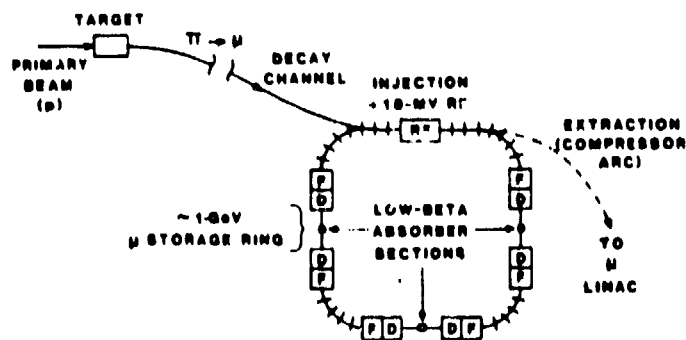 TARGET
π → μ
PRIMARY
BEAM
(p)
DECAY
CHANNEL
INJECTION
+10-MV RF
EXTRACTION
(COMPRESSOR
ARC)
F
D
F
D
~1-GeV
μ STORAGE RING
LOW-BETA
ABSORBER
SECTIONS
D
F
D
F
TO
μ
LINAC
F D
D F